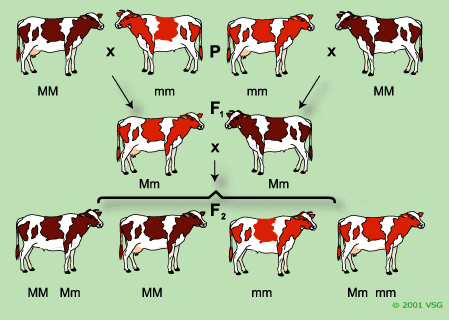 x P x
MM mm mm MM
F1
x
Mm Mm
F2
MM Mm MM mm Mm mm
© 2001 VSG